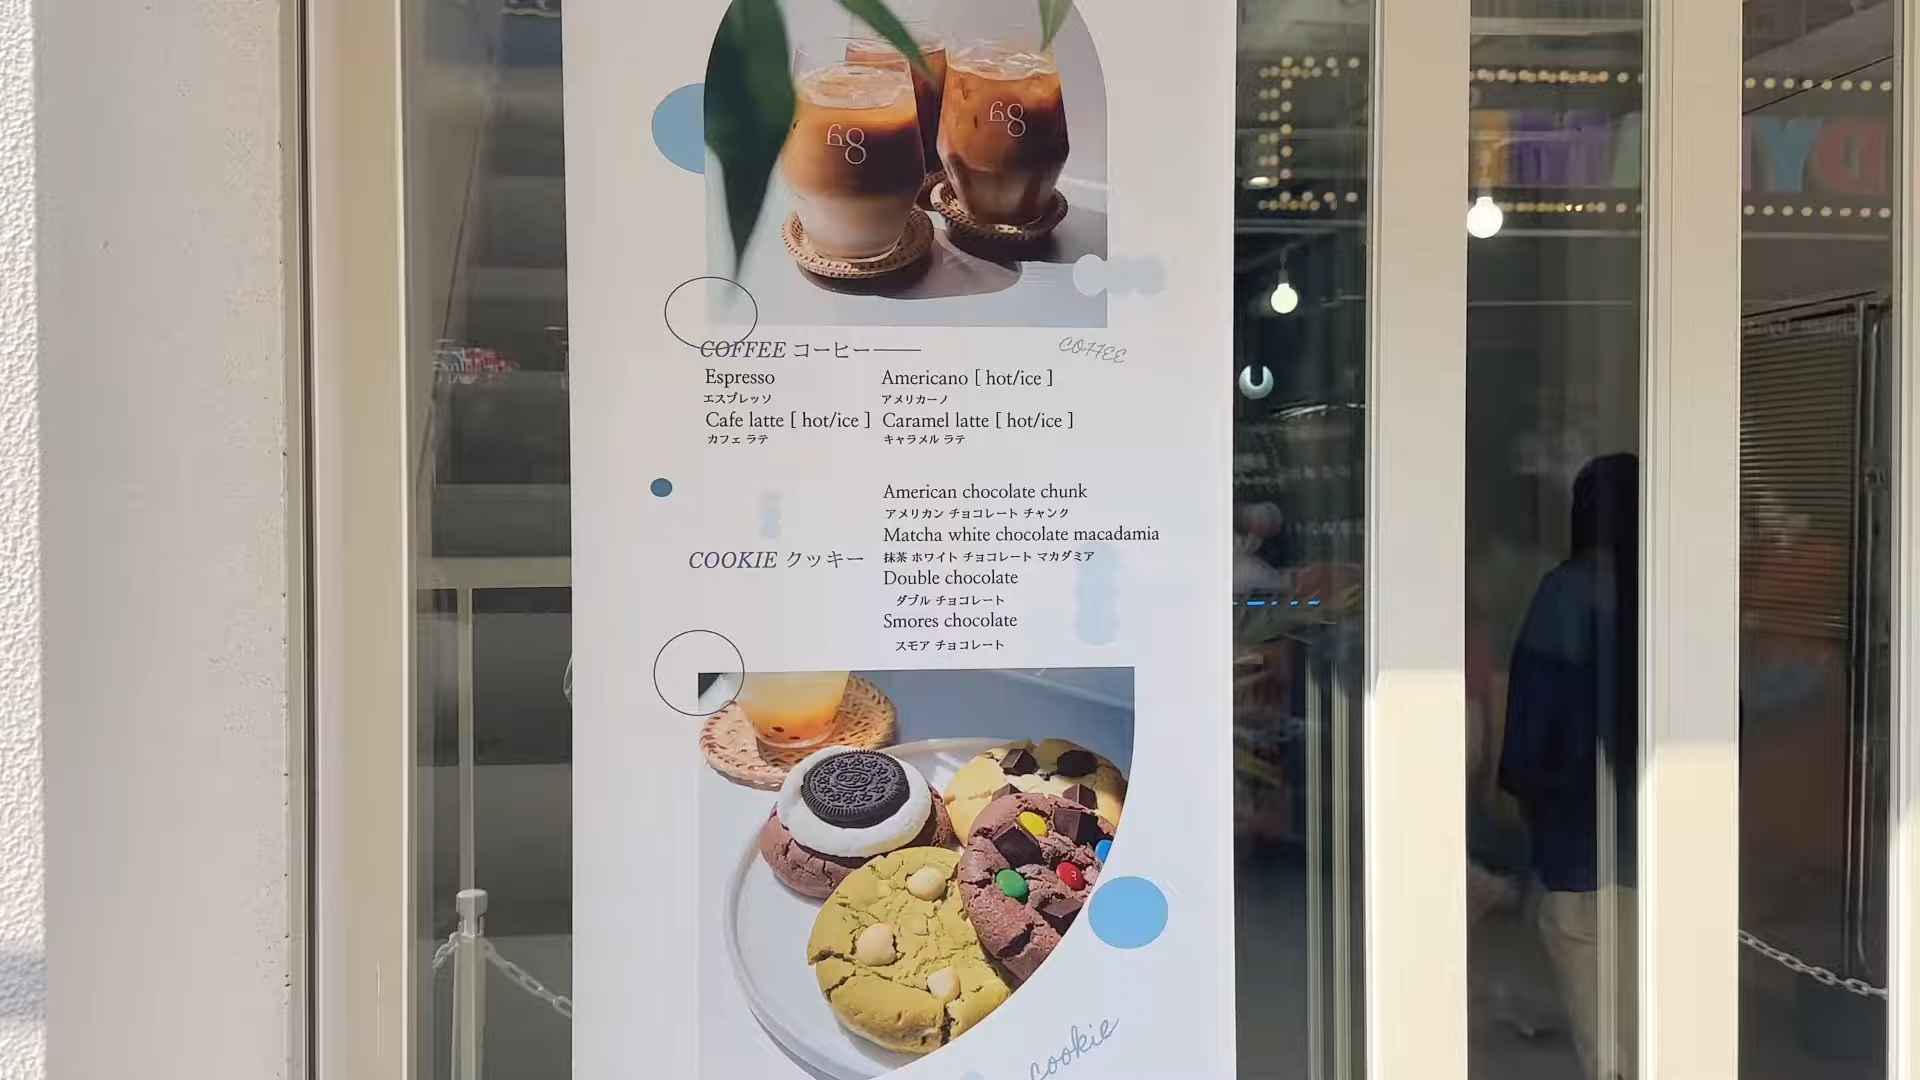 COFFEE コーヒー
COFFEE
Espresso
エスプレッソ
Americano [ hot/ice ]
アメリカーノ
Cafe latte [ hot/ice ]
カフェ ラテ
Caramel latte [ hot/ice ]
キャラメル ラテ
COOKIE クッキー
American chocolate chunk
アメリカン チョコレート チャンク
Matcha white chocolate macadamia
抹茶 ホワイト チョコレート マカダミア
Double chocolate
ダブル チョコレート
Smores chocolate
スモア チョコレート
cookie